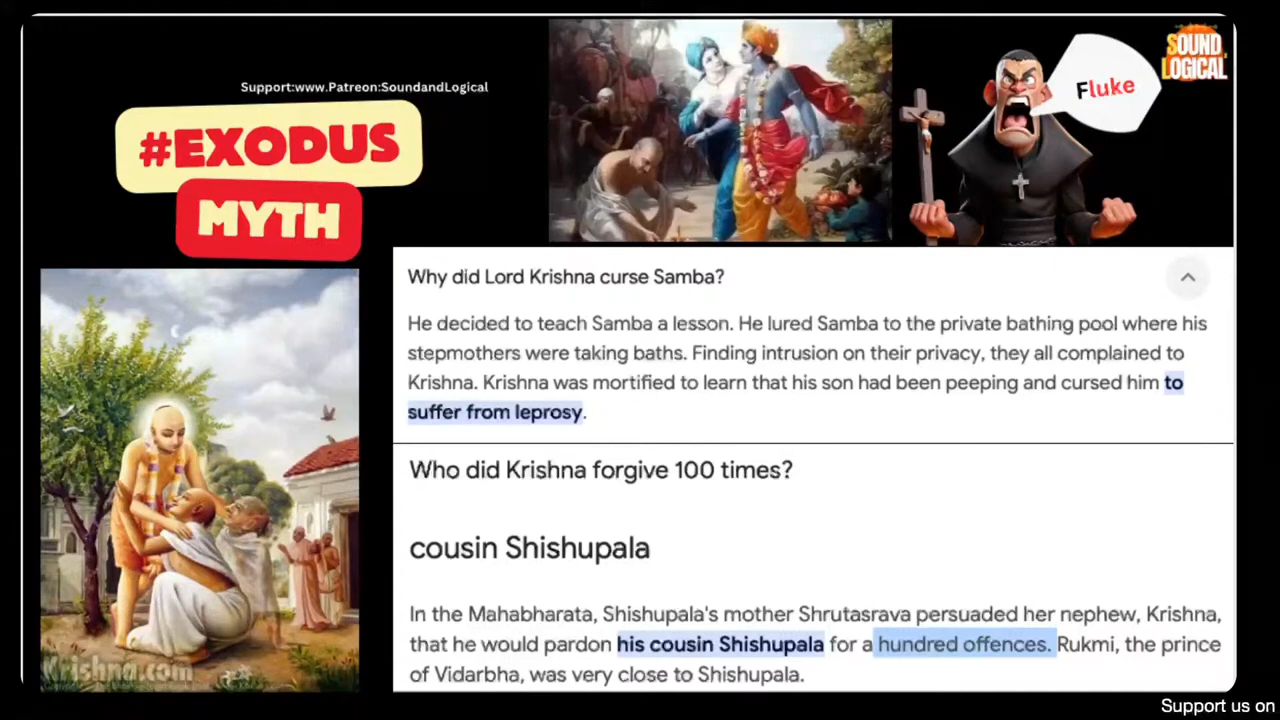 Support:www.Patreon:SoundandLogical
#EXODUS
MYTH
Fluke
SOUND
LOGICAL
Why did Lord Krishna curse Samba?
He decided to teach Samba a lesson. He lured Samba to the private bathing pool where his
stepmothers were taking baths. Finding intrusion on their privacy, they all complained to
Krishna. Krishna was mortified to learn that his son had been peeping and cursed him to
suffer from leprosy.
Who did Krishna forgive 100 times?
cousin Shishupala
In the Mahabharata, Shishupala's mother Shrutasrava persuaded her nephew, Krishna,
that he would pardon his cousin Shishupala for a hundred offences. Rukmi, the prince
of Vidarbha, was very close to Shishupala.
Krishna.com
Support us on